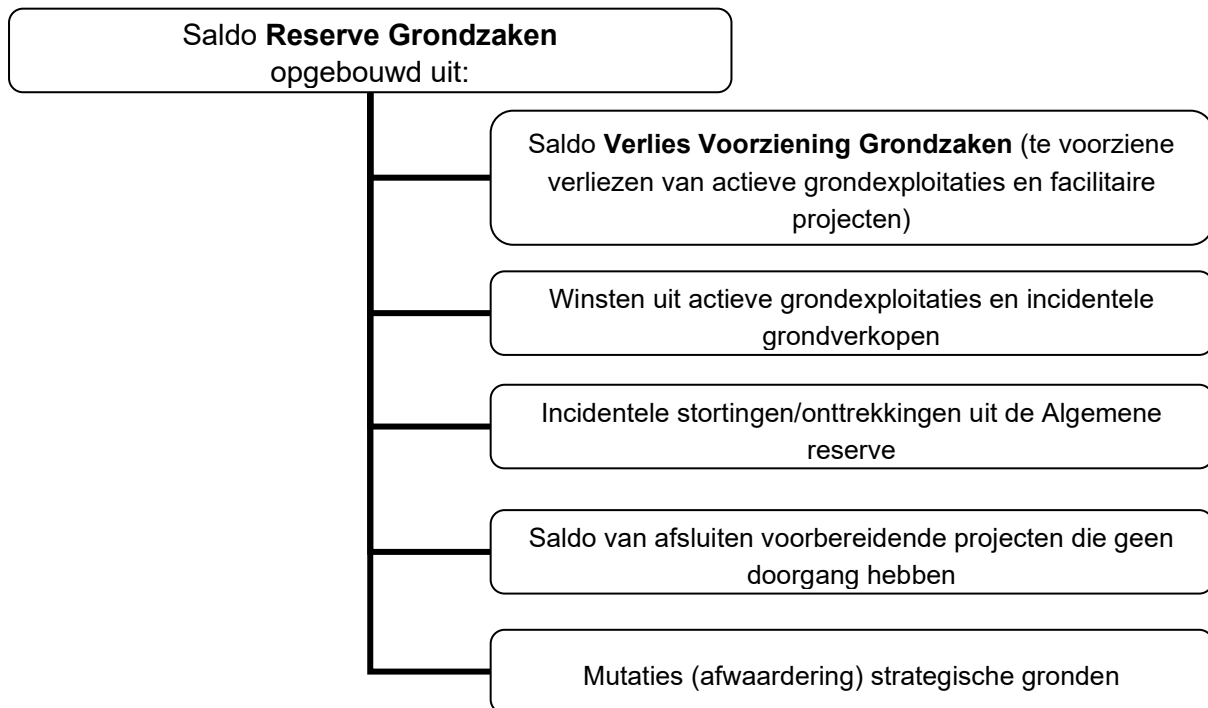 Saldo Reserve Grondzaken
opgebouwd uit:
Saldo Verlies Voorziening Grondzaken (te voorziene
verliezen van actieve grondexploitaties en facilitaire
projecten)
Winsten uit actieve grondexploitaties en incidentele
grondverkopen
Incidentele stortingen/onttrekkingen uit de Algemene
reserve
Saldo van afsluiten voorbereidende projecten die geen
doorgang hebben
Mutaties (afwaardering) strategische gronden